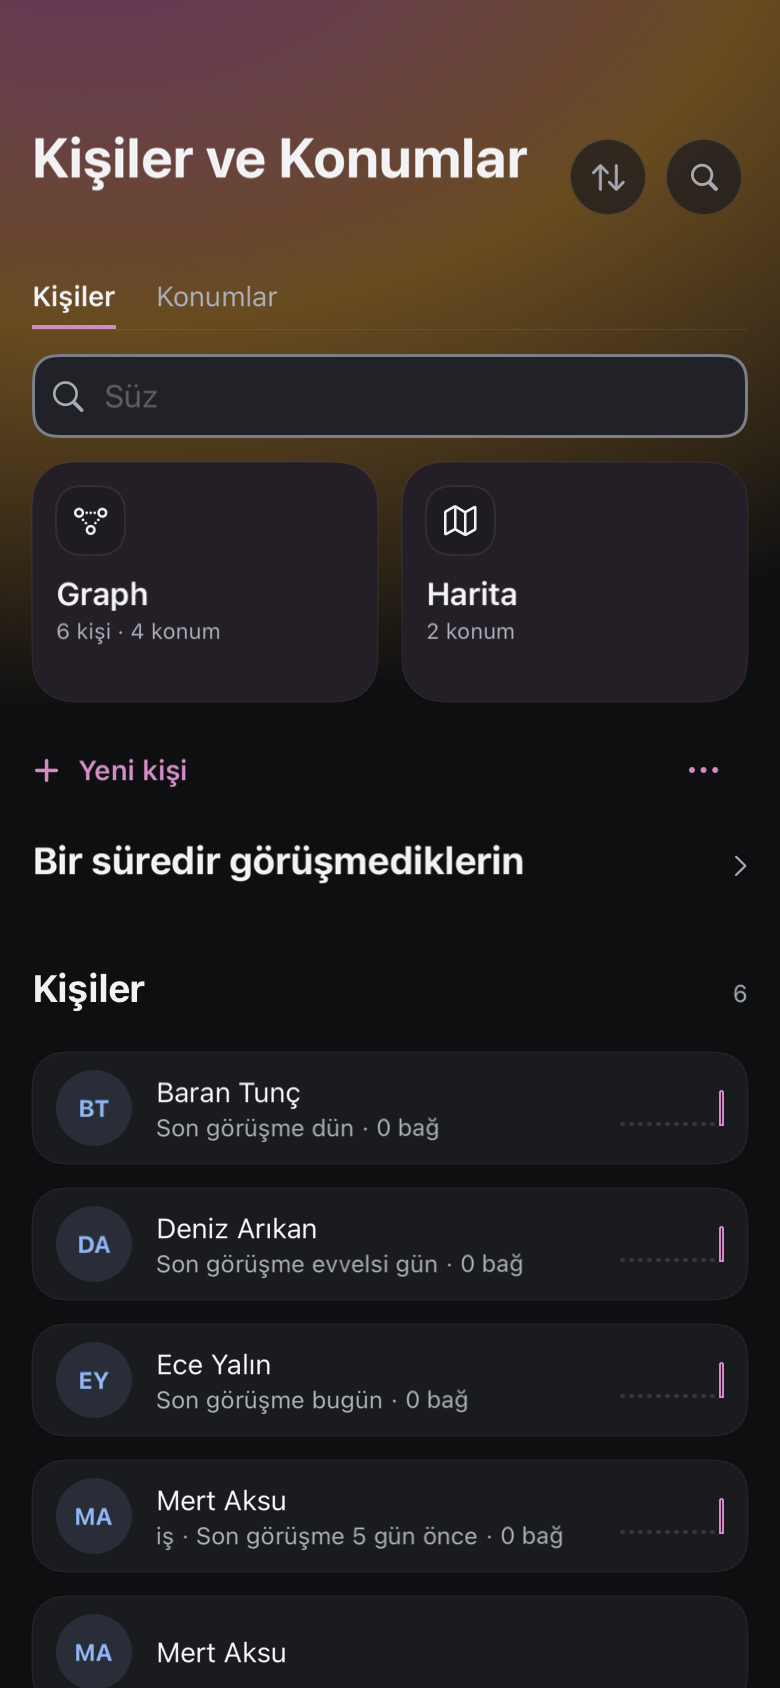 Kişiler ve Konumlar
Kişiler
Konumlar
Süz
Graph
6 kişi · 4 konum
Harita
2 konum
Yeni kişi
Bir süredir görüşmediklerin
Kişiler
6
BT
Baran Tunç
Son görüşme dün · 0 bağ
DA
Deniz Arıkan
Son görüşme evvelsi gün · 0 bağ
EY
Ece Yalın
Son görüşme bugün · 0 bağ
MA
Mert Aksu
iş · Son görüşme 5 gün önce · 0 bağ
MA
Mert Aksu